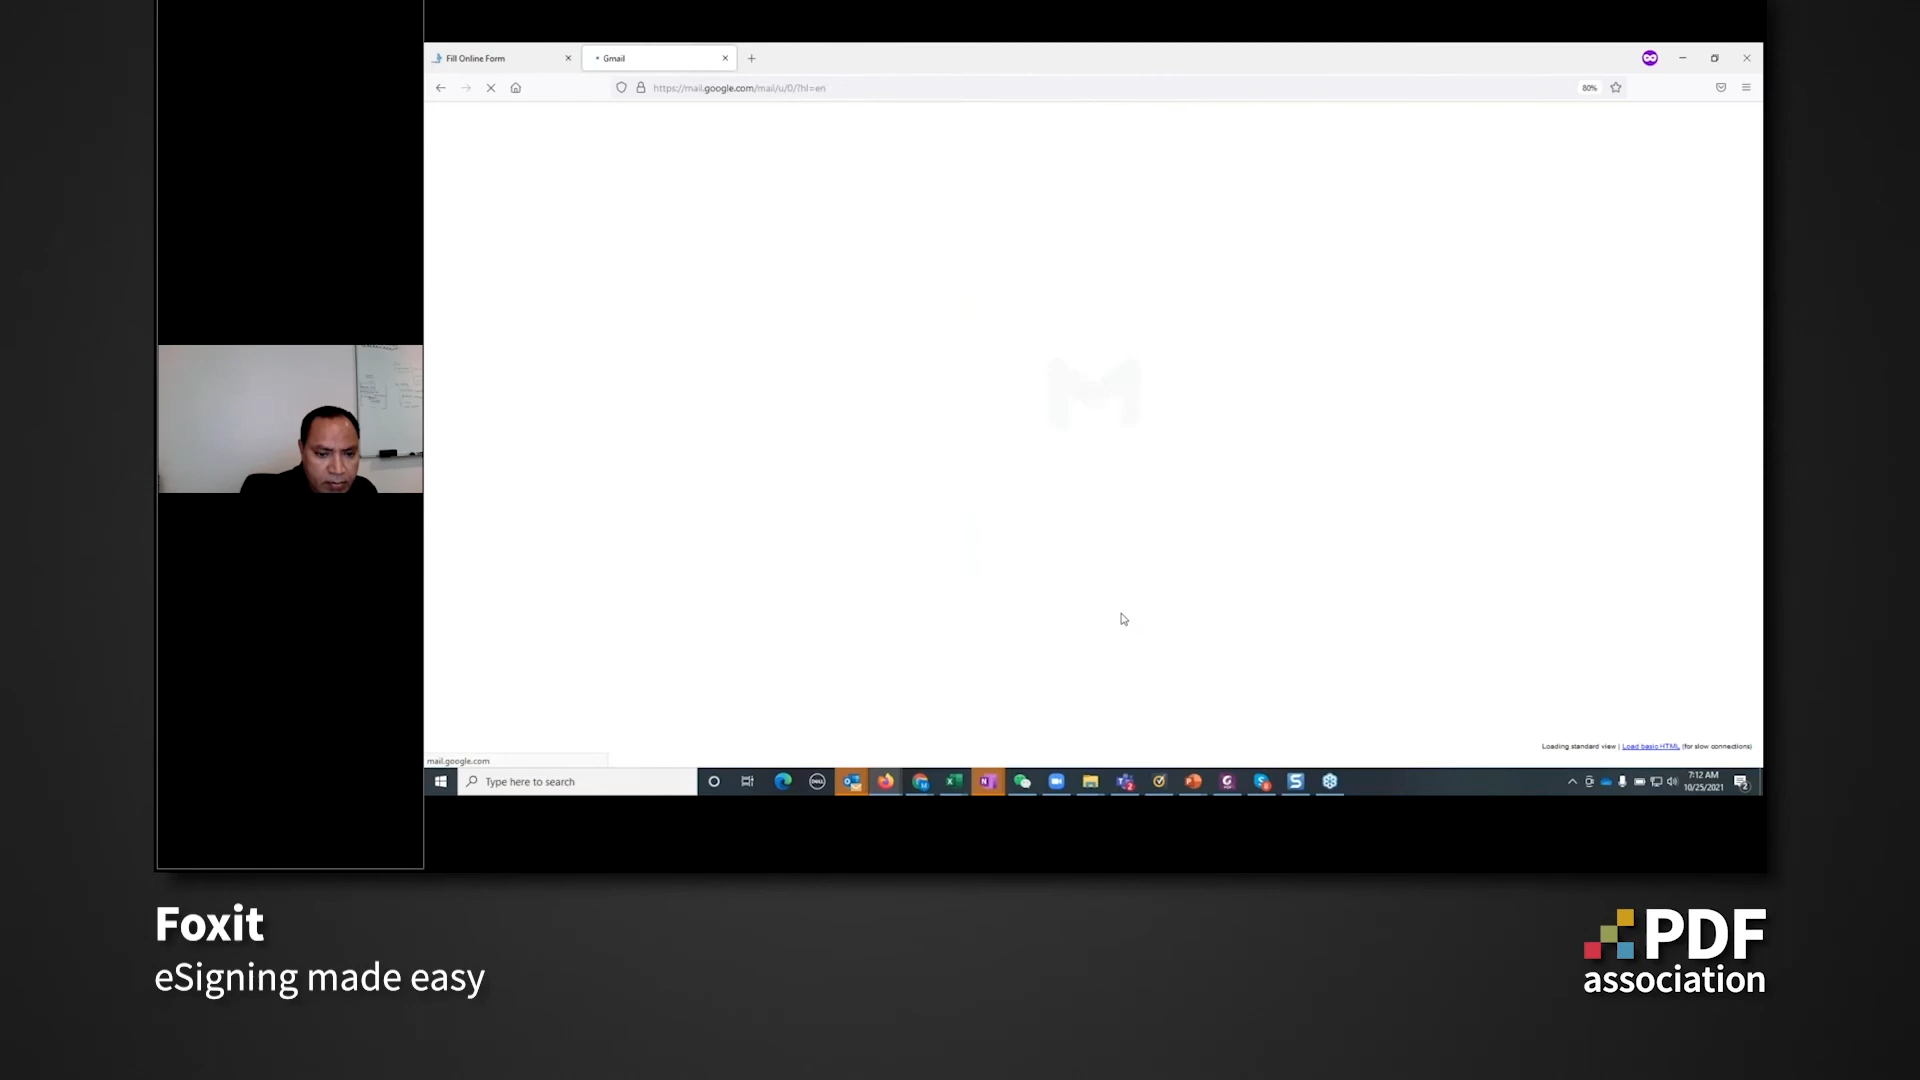 Fill Online Form
Gmail
https://mail.google.com/mail/u/0/?hl=en
80%
Loading standard view | Load basic HTML (for slow connections)
mail.google.com
Type here to search
DELL
7:12 AM
10/25/2021
Foxit
eSigning made easy
PDF
association